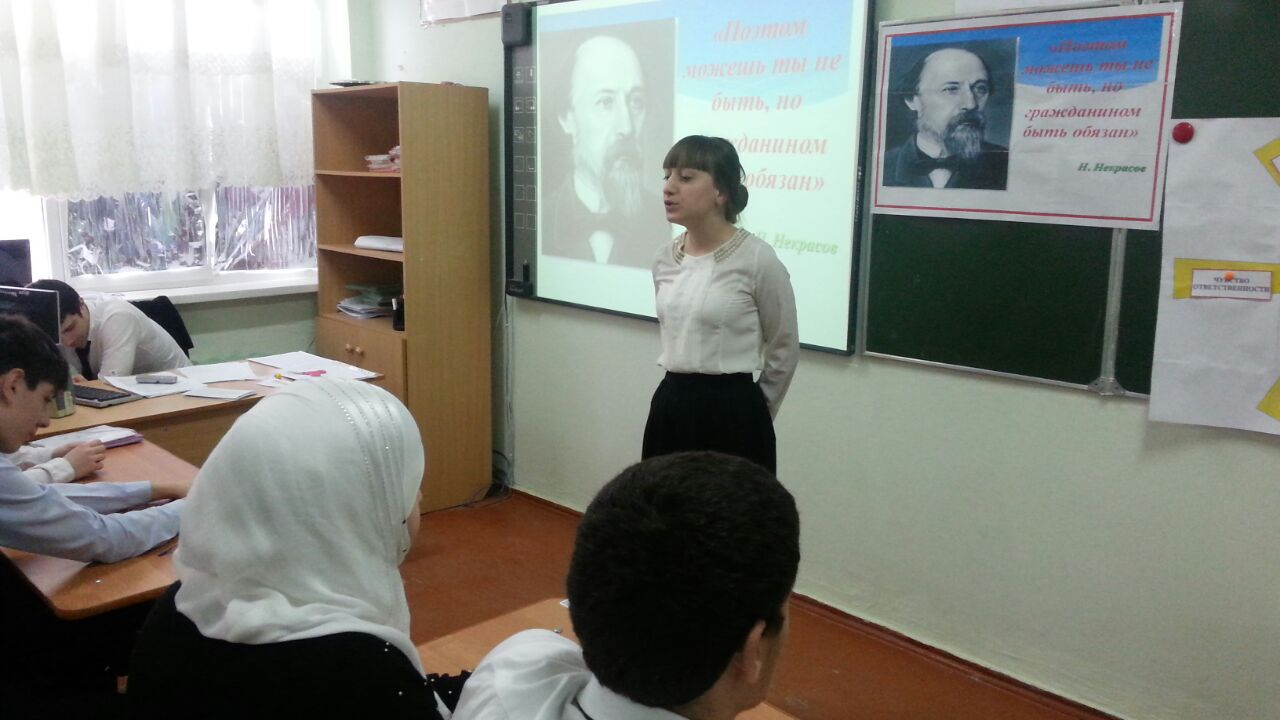 «Поэтом
можешь ты не
быть, но
гражданином
обязан»
Некрасов
«Поэтом
можешь ты не
быть, но
гражданином
быть обязан»
Н. Некрасов
ЧУВСТВО
ОТВЕТСТВЕННОСТИ